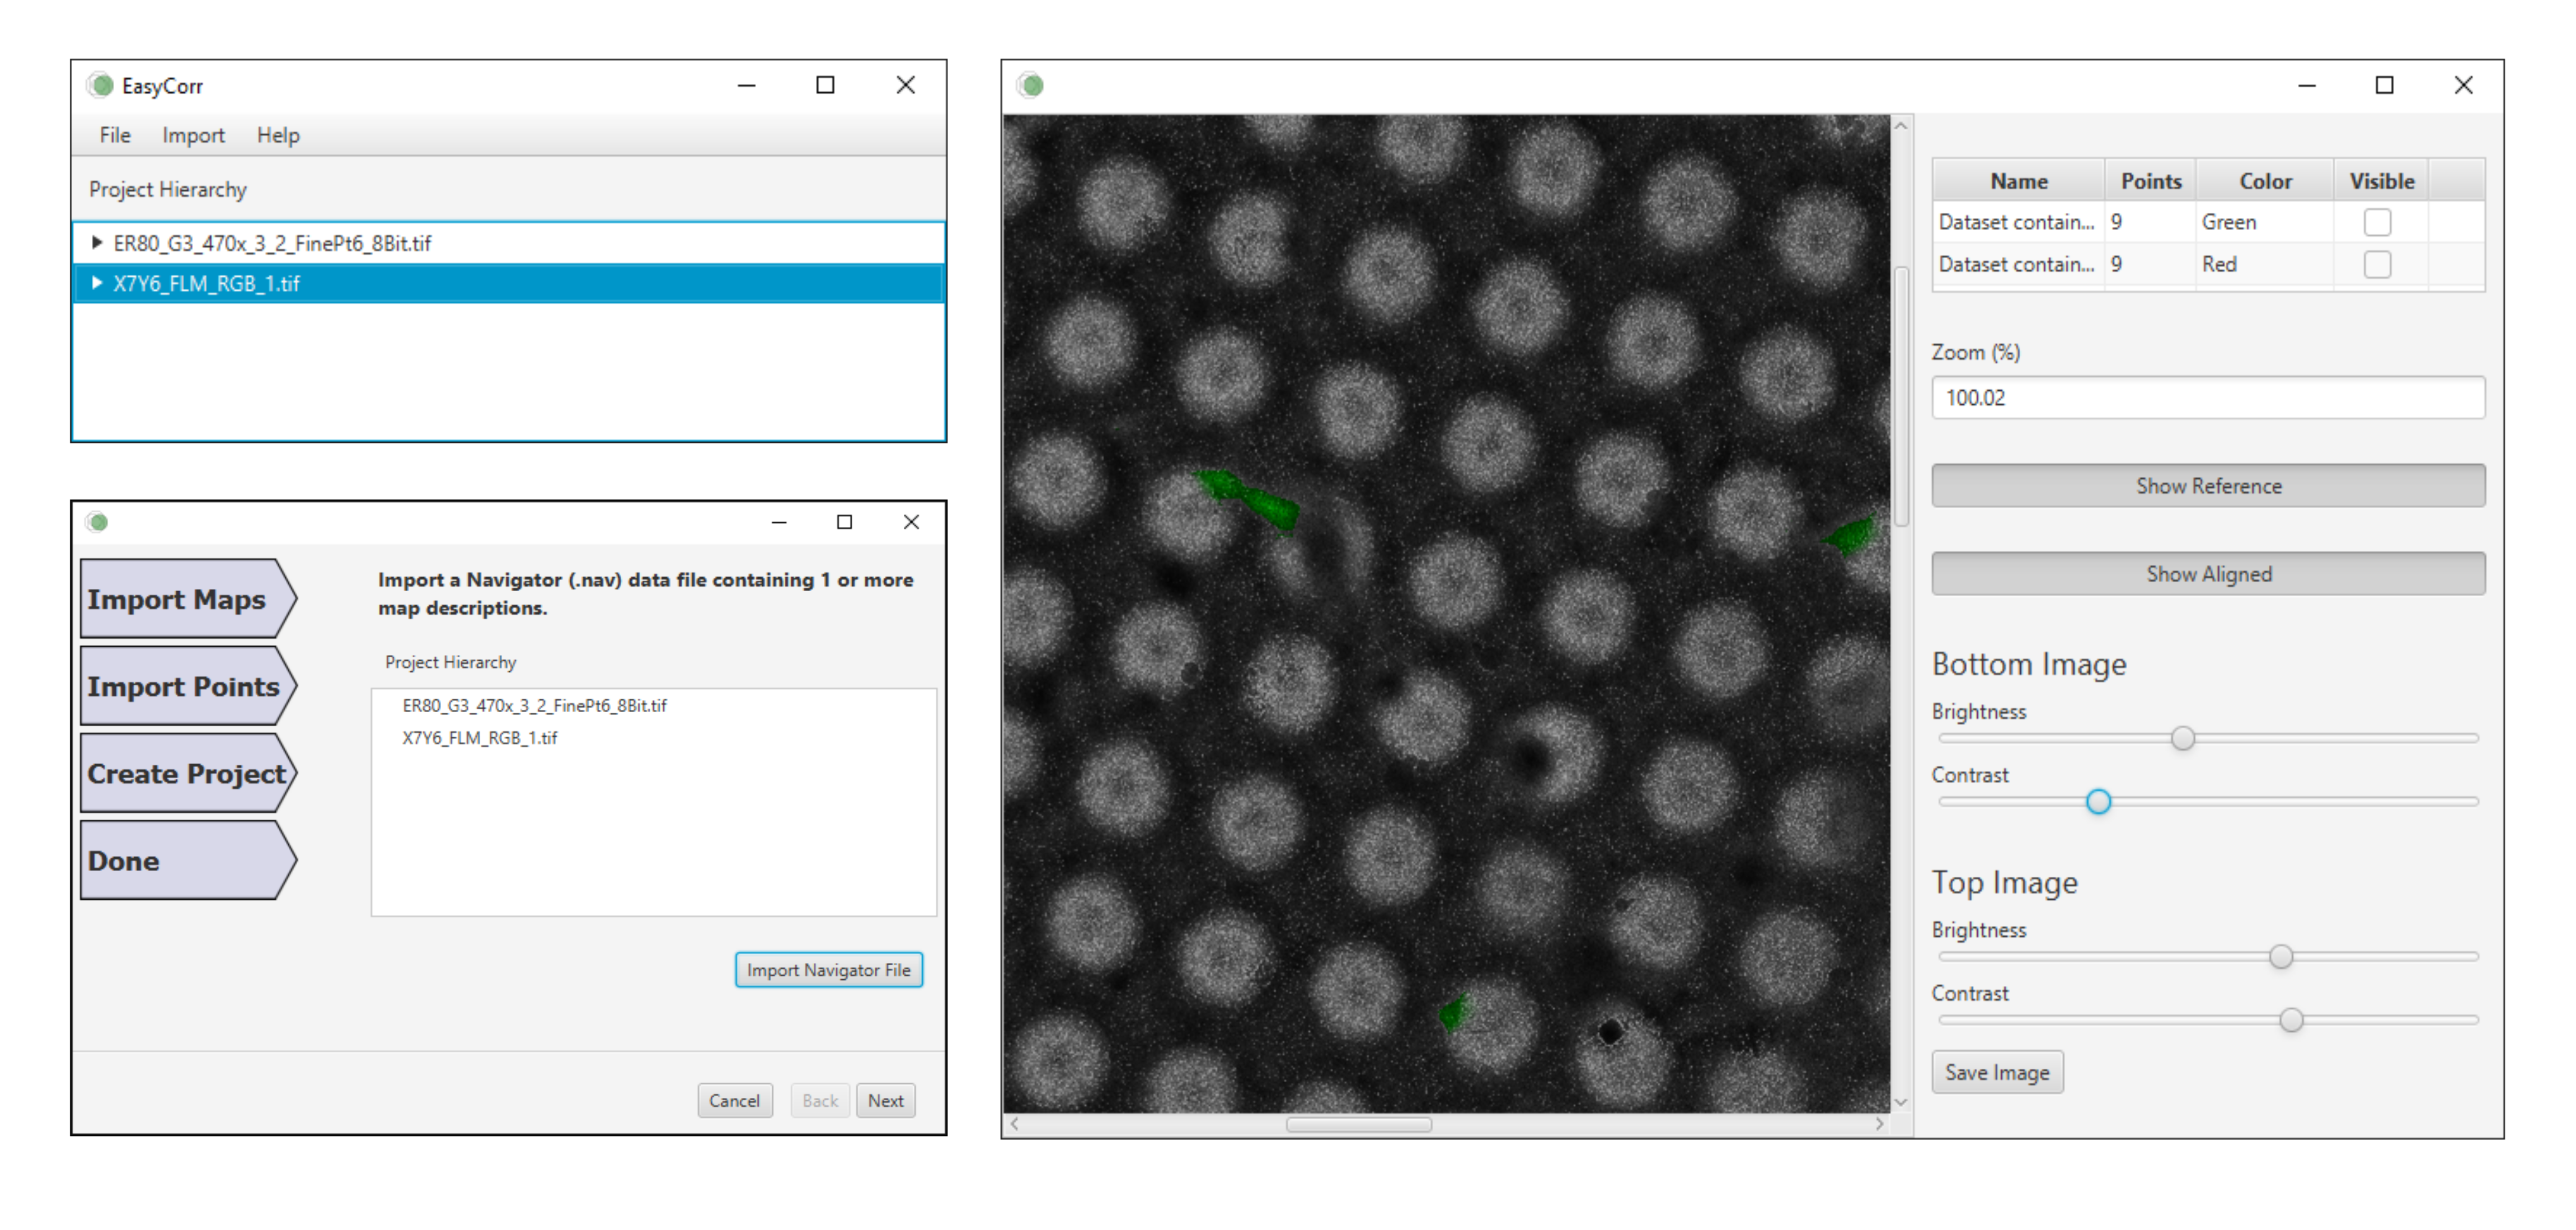 EasyCorr
File Import Help
Project Hierarchy
ER80_G3_470x_3_2_FinePt6_8Bit.tif
X7Y6_FLM_RGB_1.tif
Import Maps
Import Points
Create Project
Done
Import a Navigator (.nav) data file containing 1 or more
map descriptions.
Project Hierarchy
ER80_G3_470x_3_2_FinePt6_8Bit.tif
X7Y6_FLM_RGB_1.tif
Import Navigator File
Cancel Back Next
Name Points Color Visible
Dataset contain... 9 Green
Dataset contain... 9 Red
Zoom (%)
100.02
Show Reference
Show Aligned
Bottom Image
Brightness
Contrast
Top Image
Brightness
Contrast
Save Image